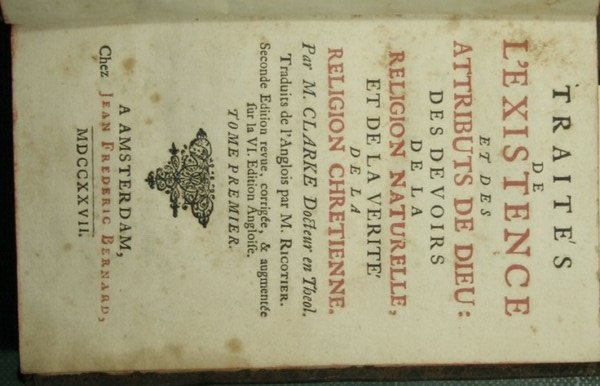 TRAITÉS
DE
L'EXISTENCE
ET DES
ATTRIBUTS DE DIEU:
DES DEVOIRS
DE LA
RELIGION NATURELLE,
ET DE LA VERITÉ
DE LA
RELIGION CHRETIENNE.
Par M. CLARKE Docteur en Theol.
Traduits de l'Anglois par M. RICOTIER.
Seconde Edition revue, corrigée, & augmentée
sur la VI. Edition Angloise.
TOME PREMIER.
A AMSTERDAM,
Chez JEAN FREDERIC BERNARD,
MDCCXXVII.